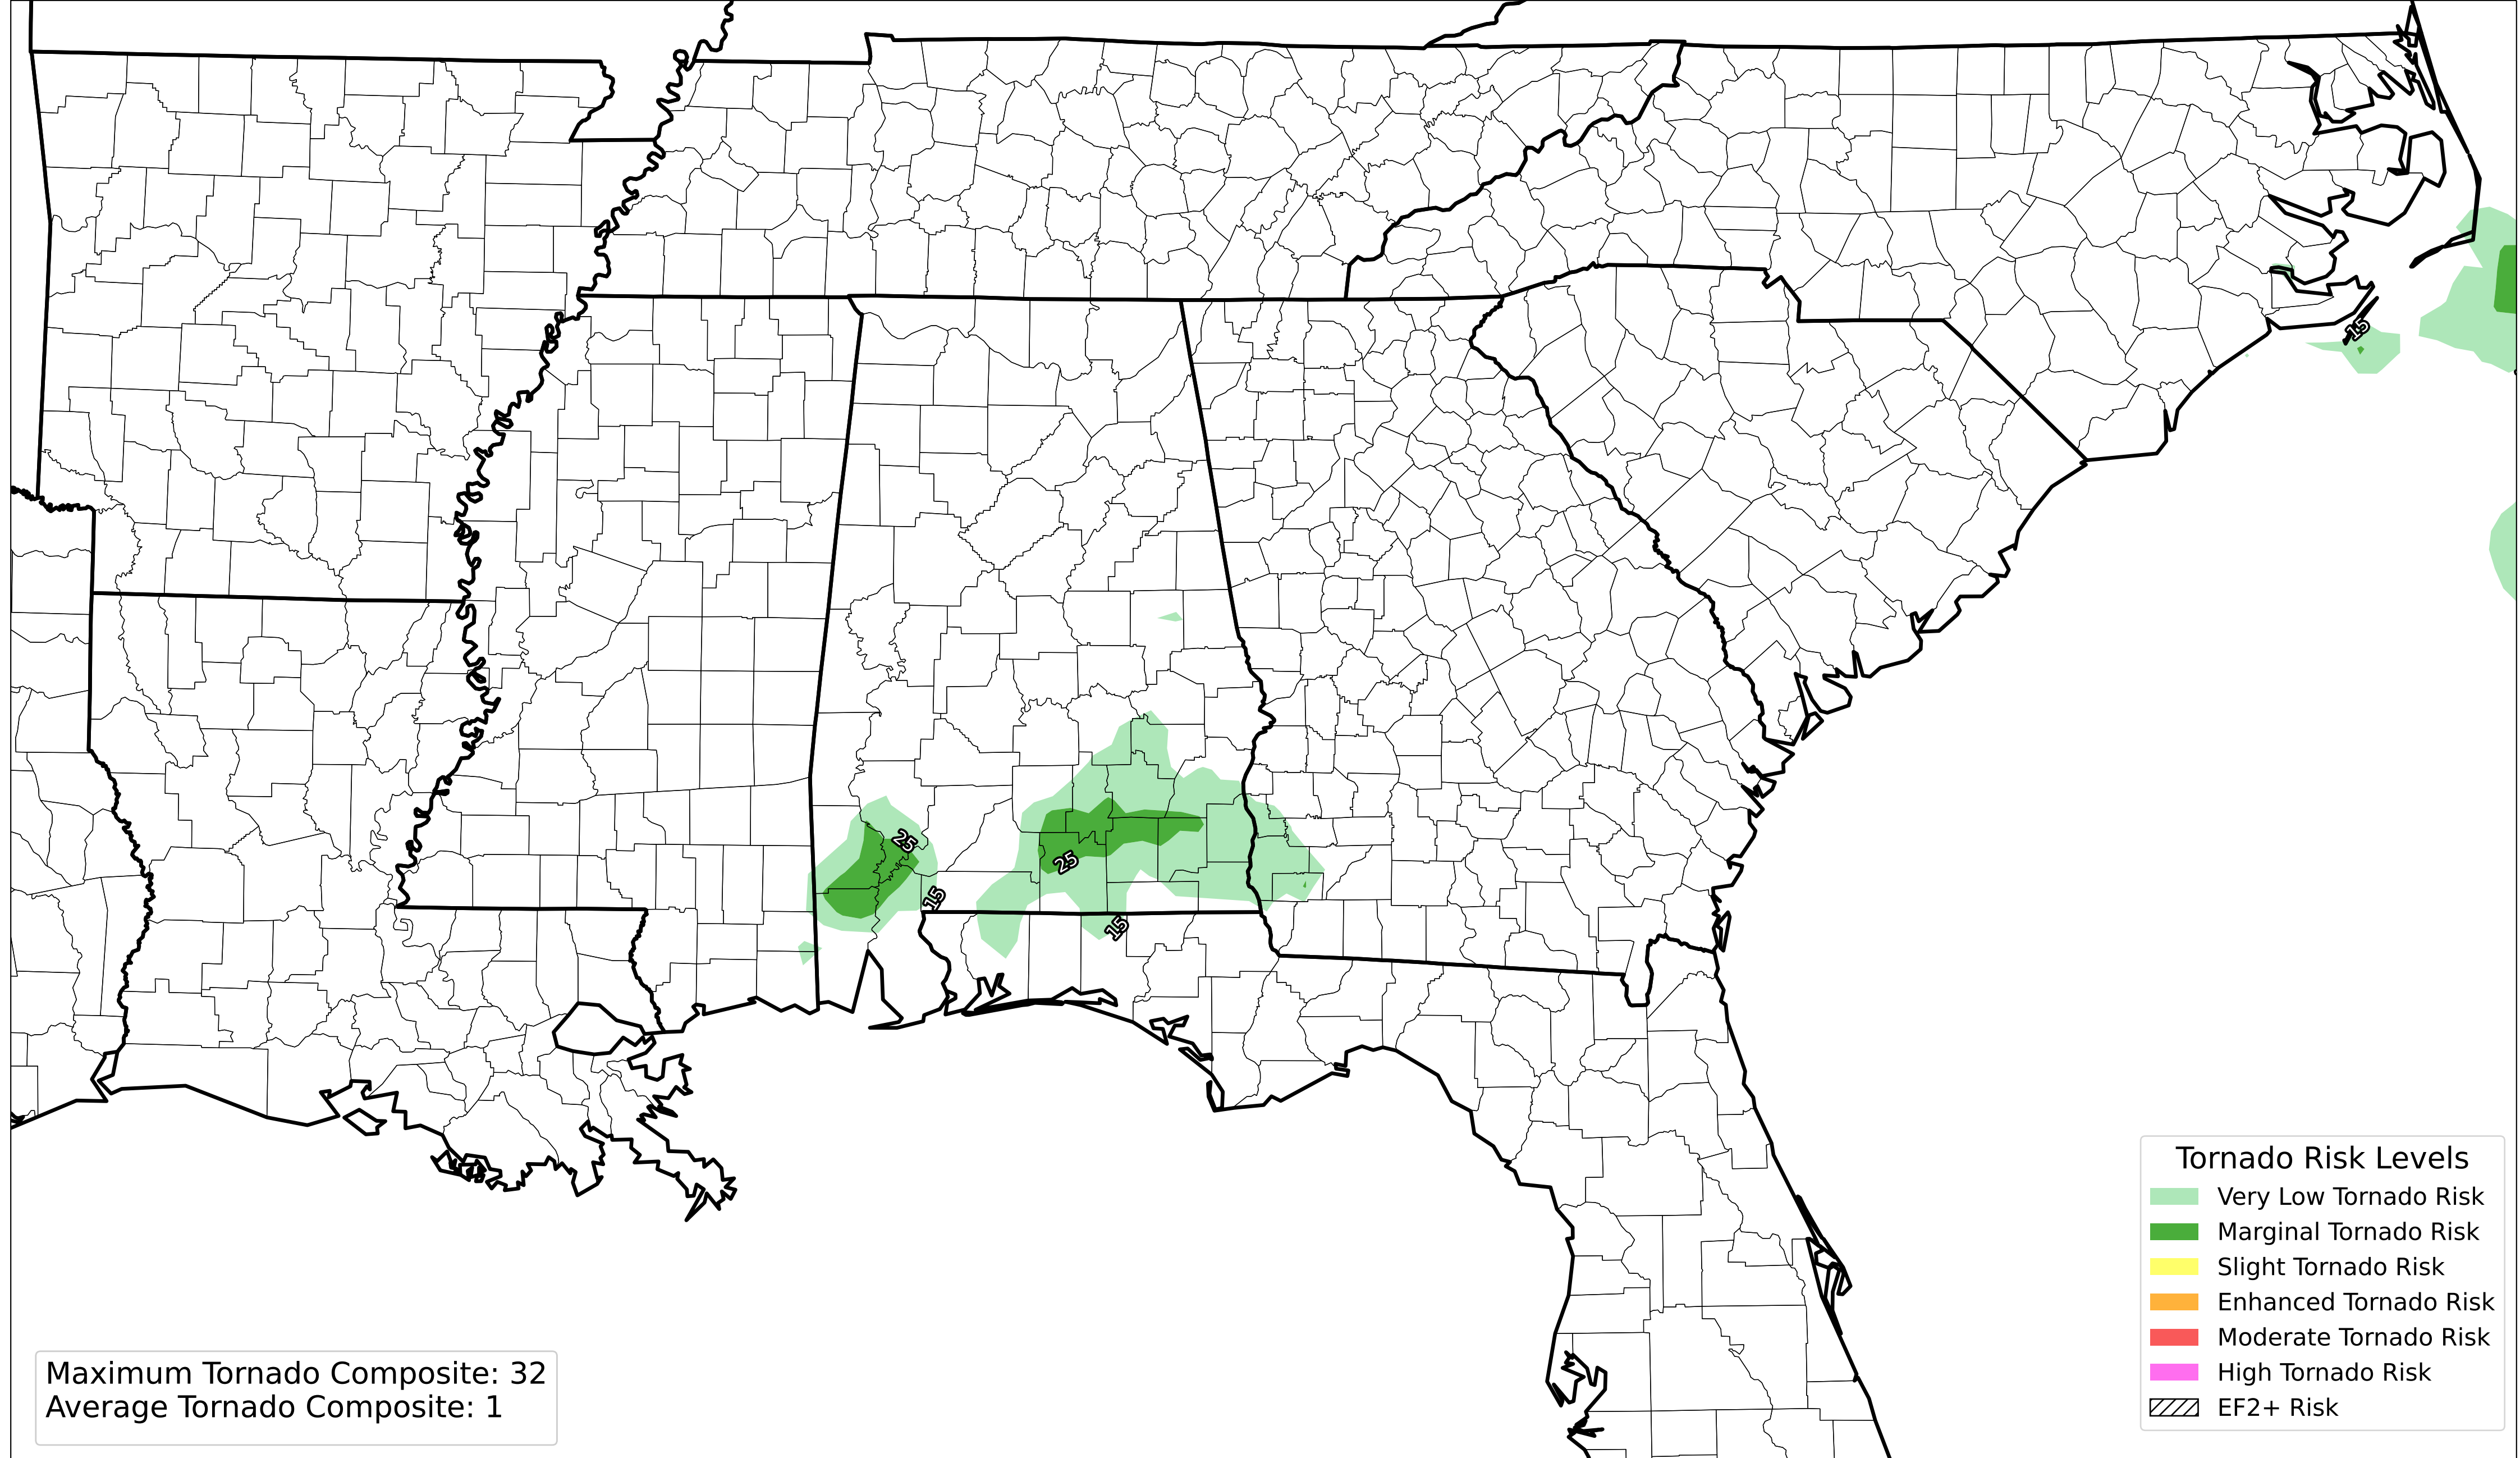 15
25
25
15
15
Tornado Risk Levels
Very Low Tornado Risk
Marginal Tornado Risk
Slight Tornado Risk
Enhanced Tornado Risk
Moderate Tornado Risk
High Tornado Risk
EF2+ Risk
Maximum Tornado Composite: 32
Average Tornado Composite: 1